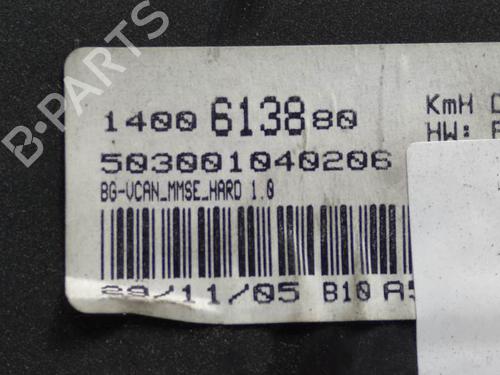 1400 6138 80
KmH
HW:
503001040206
BG-VCAN_MMSE_HARD 1.0
/11/05 B10
B-PARTS